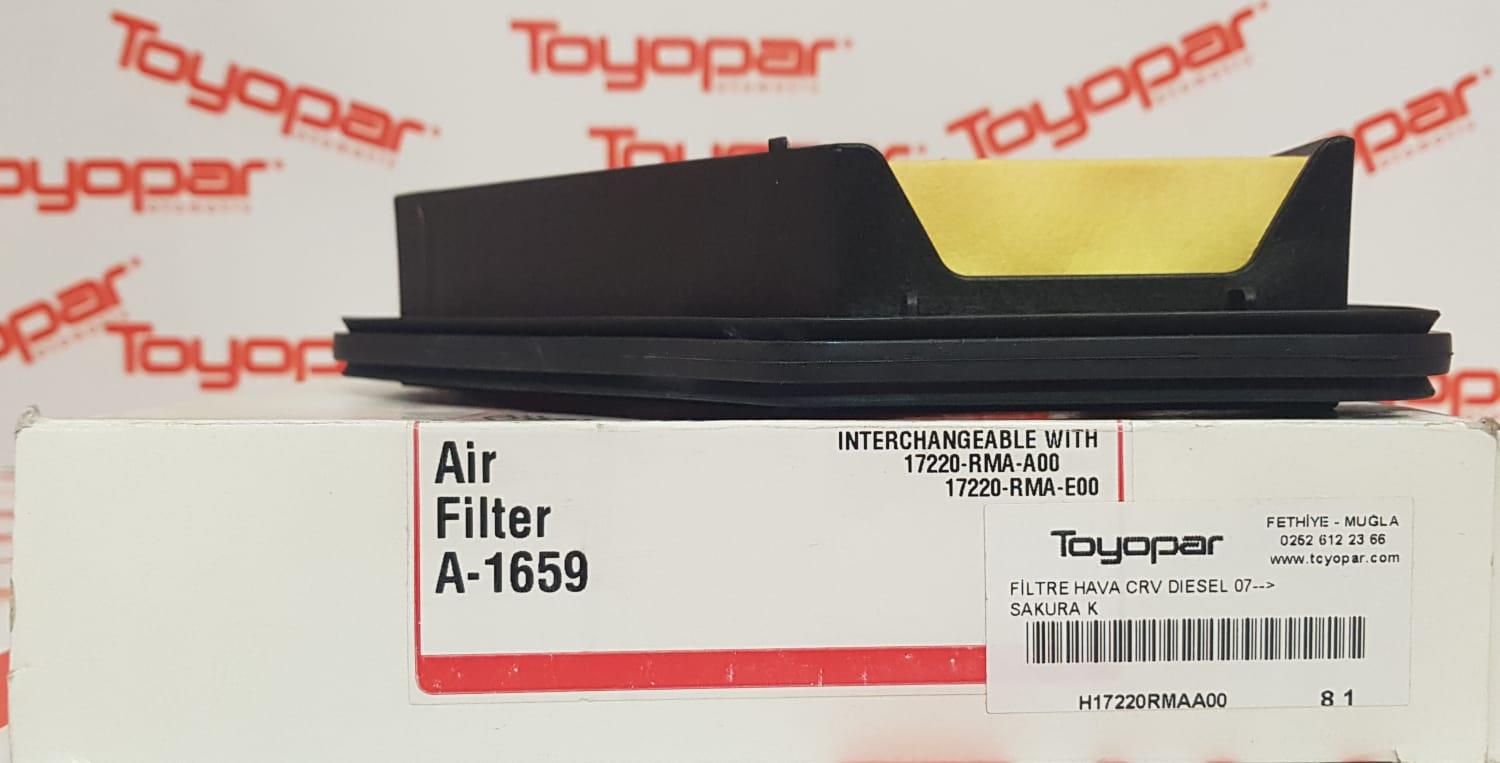 Toyopar
Toyopar
Toyopar
Toyopar
oyopar
Toyopar
Air
Filter
A-1659
INTERCHANGEABLE WITH
17220-RMA-A00
17220-RMA-E00
Toyopar
FETHİYE - MUĞLA
0252 612 23 66
www.toyopar.com
FİLTRE HAVA CRV DIESEL 07-->
SAKURA K
H17220RMAA00
8 1